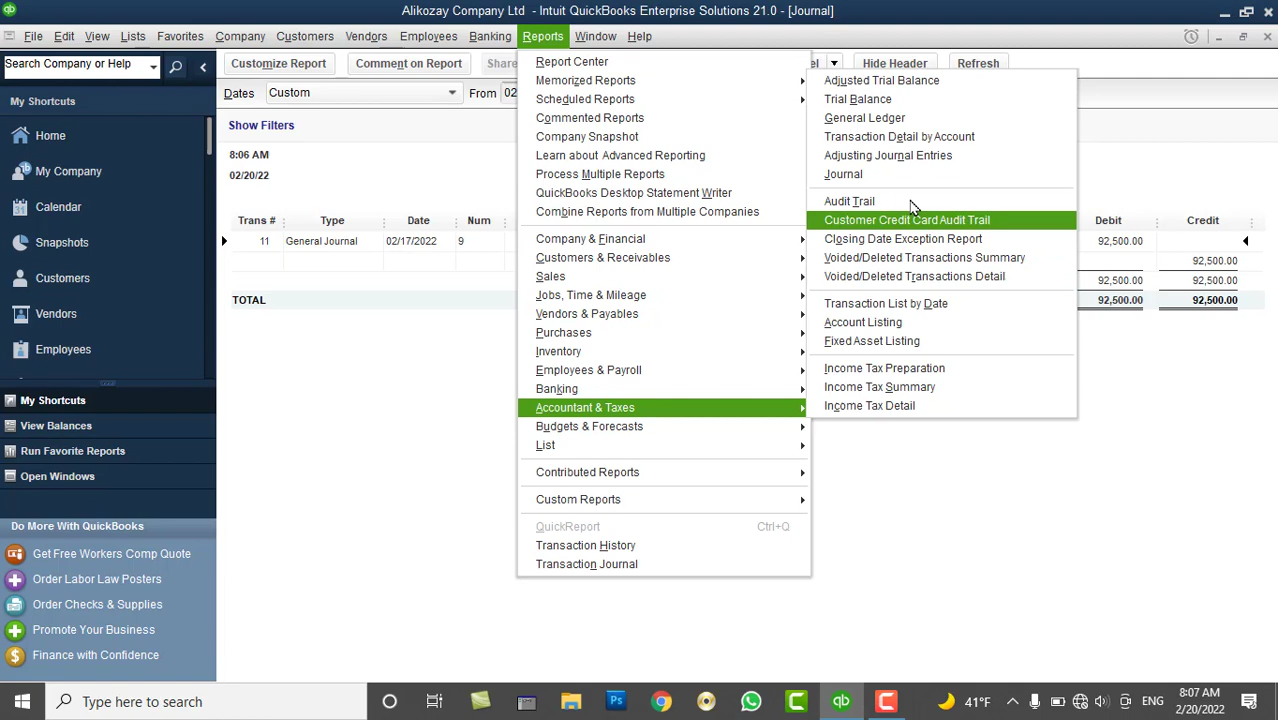 Alikozay Company Ltd - Intuit QuickBooks Enterprise Solutions 21.0 - [Journal]
File Edit View Lists Favorites Company Customers Vendors Employees Banking Reports Window Help
Search Company or Help
My Shortcuts
Home
My Company
Calendar
Snapshots
Customers
Vendors
Employees
My Shortcuts
View Balances
Run Favorite Reports
Open Windows
Do More With QuickBooks
Get Free Workers Comp Quote
Order Labor Law Posters
Order Checks & Supplies
Promote Your Business
Finance with Confidence
Customize Report Comment on Report Share Hide Header Refresh
Dates Custom From 02
Show Filters
8:06 AM
02/20/22
Trans # Type Date Num Debit Credit
11 General Journal 02/17/2022 9 92,500.00
92,500.00
92,500.00 92,500.00
TOTAL 92,500.00 92,500.00
Report Center
Memorized Reports
Scheduled Reports
Commented Reports
Company Snapshot
Learn about Advanced Reporting
Process Multiple Reports
QuickBooks Desktop Statement Writer
Combine Reports from Multiple Companies
Company & Financial
Customers & Receivables
Sales
Jobs, Time & Mileage
Vendors & Payables
Purchases
Inventory
Employees & Payroll
Banking
Accountant & Taxes
Budgets & Forecasts
List
Contributed Reports
Custom Reports
QuickReport Ctrl+Q
Transaction History
Transaction Journal
Adjusted Trial Balance
Trial Balance
General Ledger
Transaction Detail by Account
Adjusting Journal Entries
Journal
Audit Trail
Customer Credit Card Audit Trail
Closing Date Exception Report
Voided/Deleted Transactions Summary
Voided/Deleted Transactions Detail
Transaction List by Date
Account Listing
Fixed Asset Listing
Income Tax Preparation
Income Tax Summary
Income Tax Detail
Type here to search
Ps
qb
41°F
ENG
8:07 AM
2/20/2022